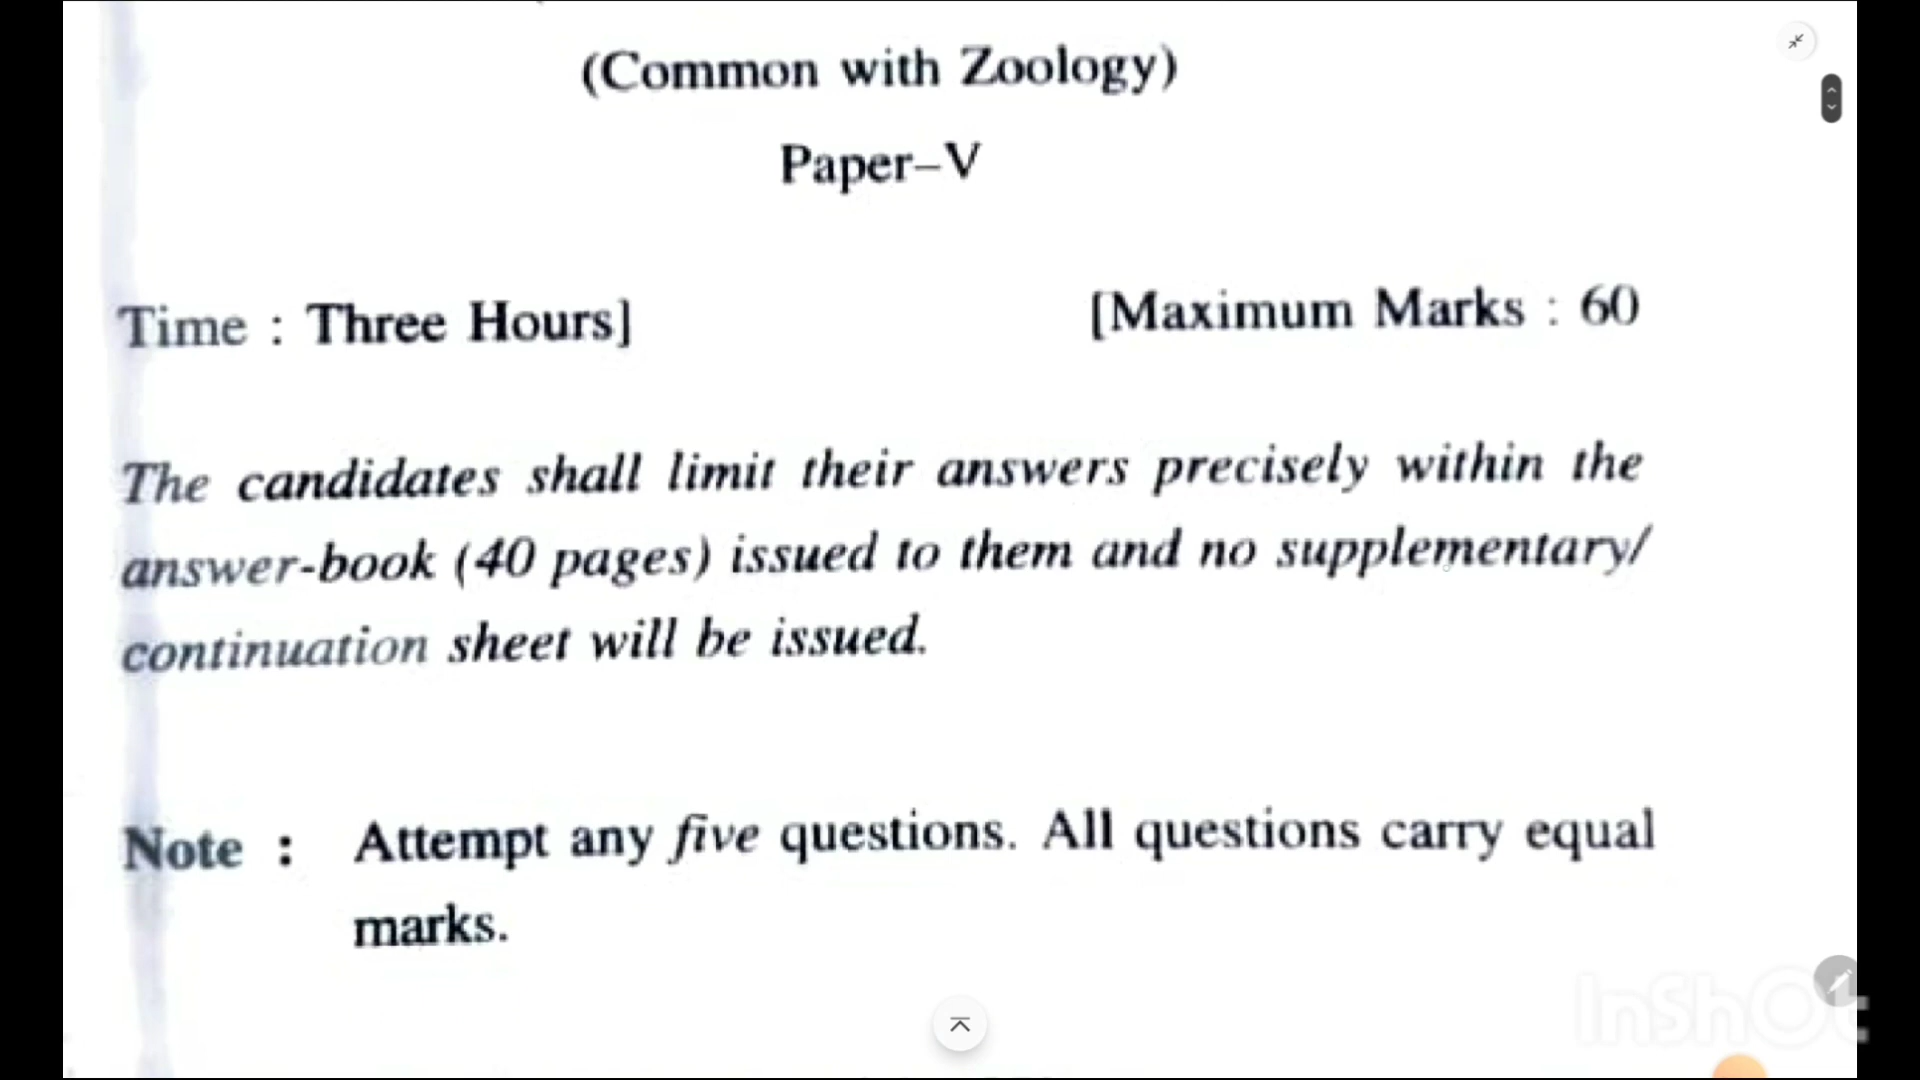 (Common with Zoology)
Paper–V
Time : Three Hours]
[Maximum Marks : 60
The candidates shall limit their answers precisely within the
answer-book (40 pages) issued to them and no supplementary/
continuation sheet will be issued.
Note : Attempt any five questions. All questions carry equal
marks.
InShOt